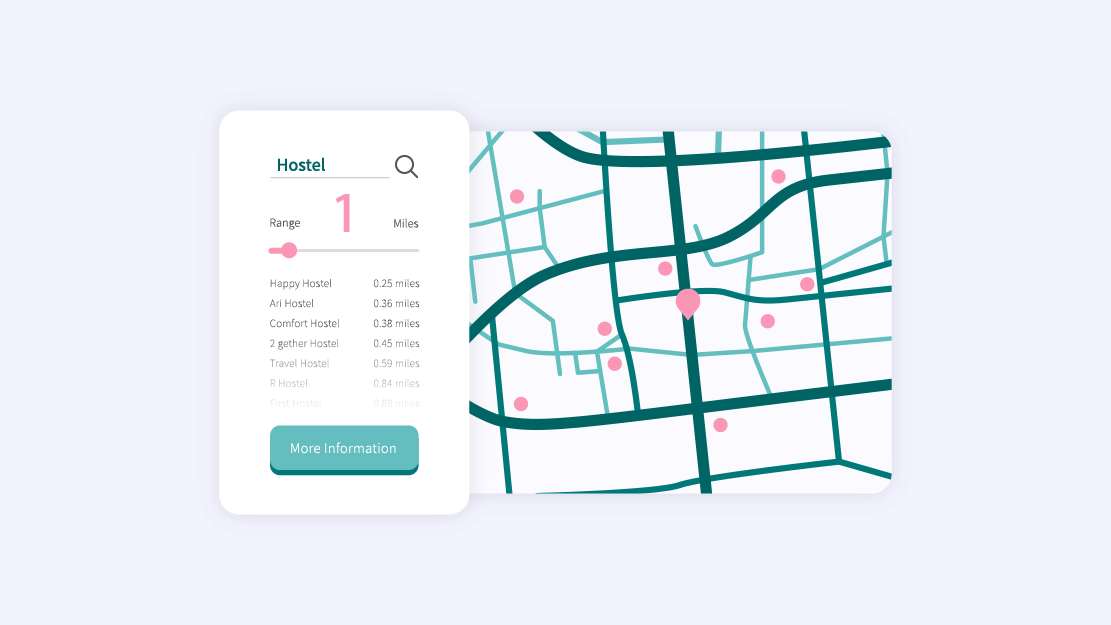 Hostel
Range 1 Miles
Happy Hostel 0.25 miles
Ari Hostel 0.36 miles
Comfort Hostel 0.38 miles
2 gether Hostel 0.45 miles
Travel Hostel 0.59 miles
R Hostel 0.84 miles
First Hostel 0.88 miles
More Information